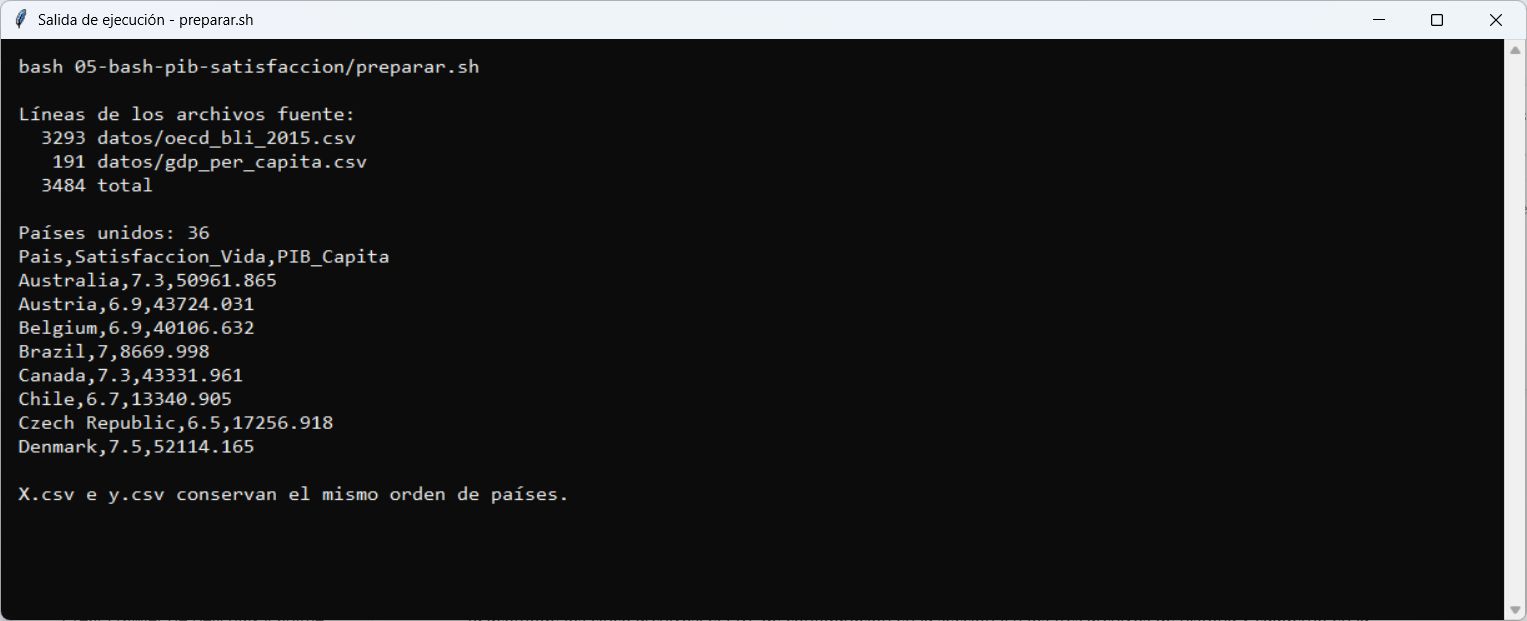 Salida de ejecución - preparar.sh
bash 05-bash-pib-satisfaccion/preparar.sh
Líneas de los archivos fuente:
3293 datos/oecd_bli_2015.csv
191 datos/gdp_per_capita.csv
3484 total
Países unidos: 36
Pais,Satisfaccion_Vida,PIB_Capita
Australia,7.3,50961.865
Austria,6.9,43724.031
Belgium,6.9,40106.632
Brazil,7,8669.998
Canada,7.3,43331.961
Chile,6.7,13340.905
Czech Republic,6.5,17256.918
Denmark,7.5,52114.165
X.csv e y.csv conservan el mismo orden de países.